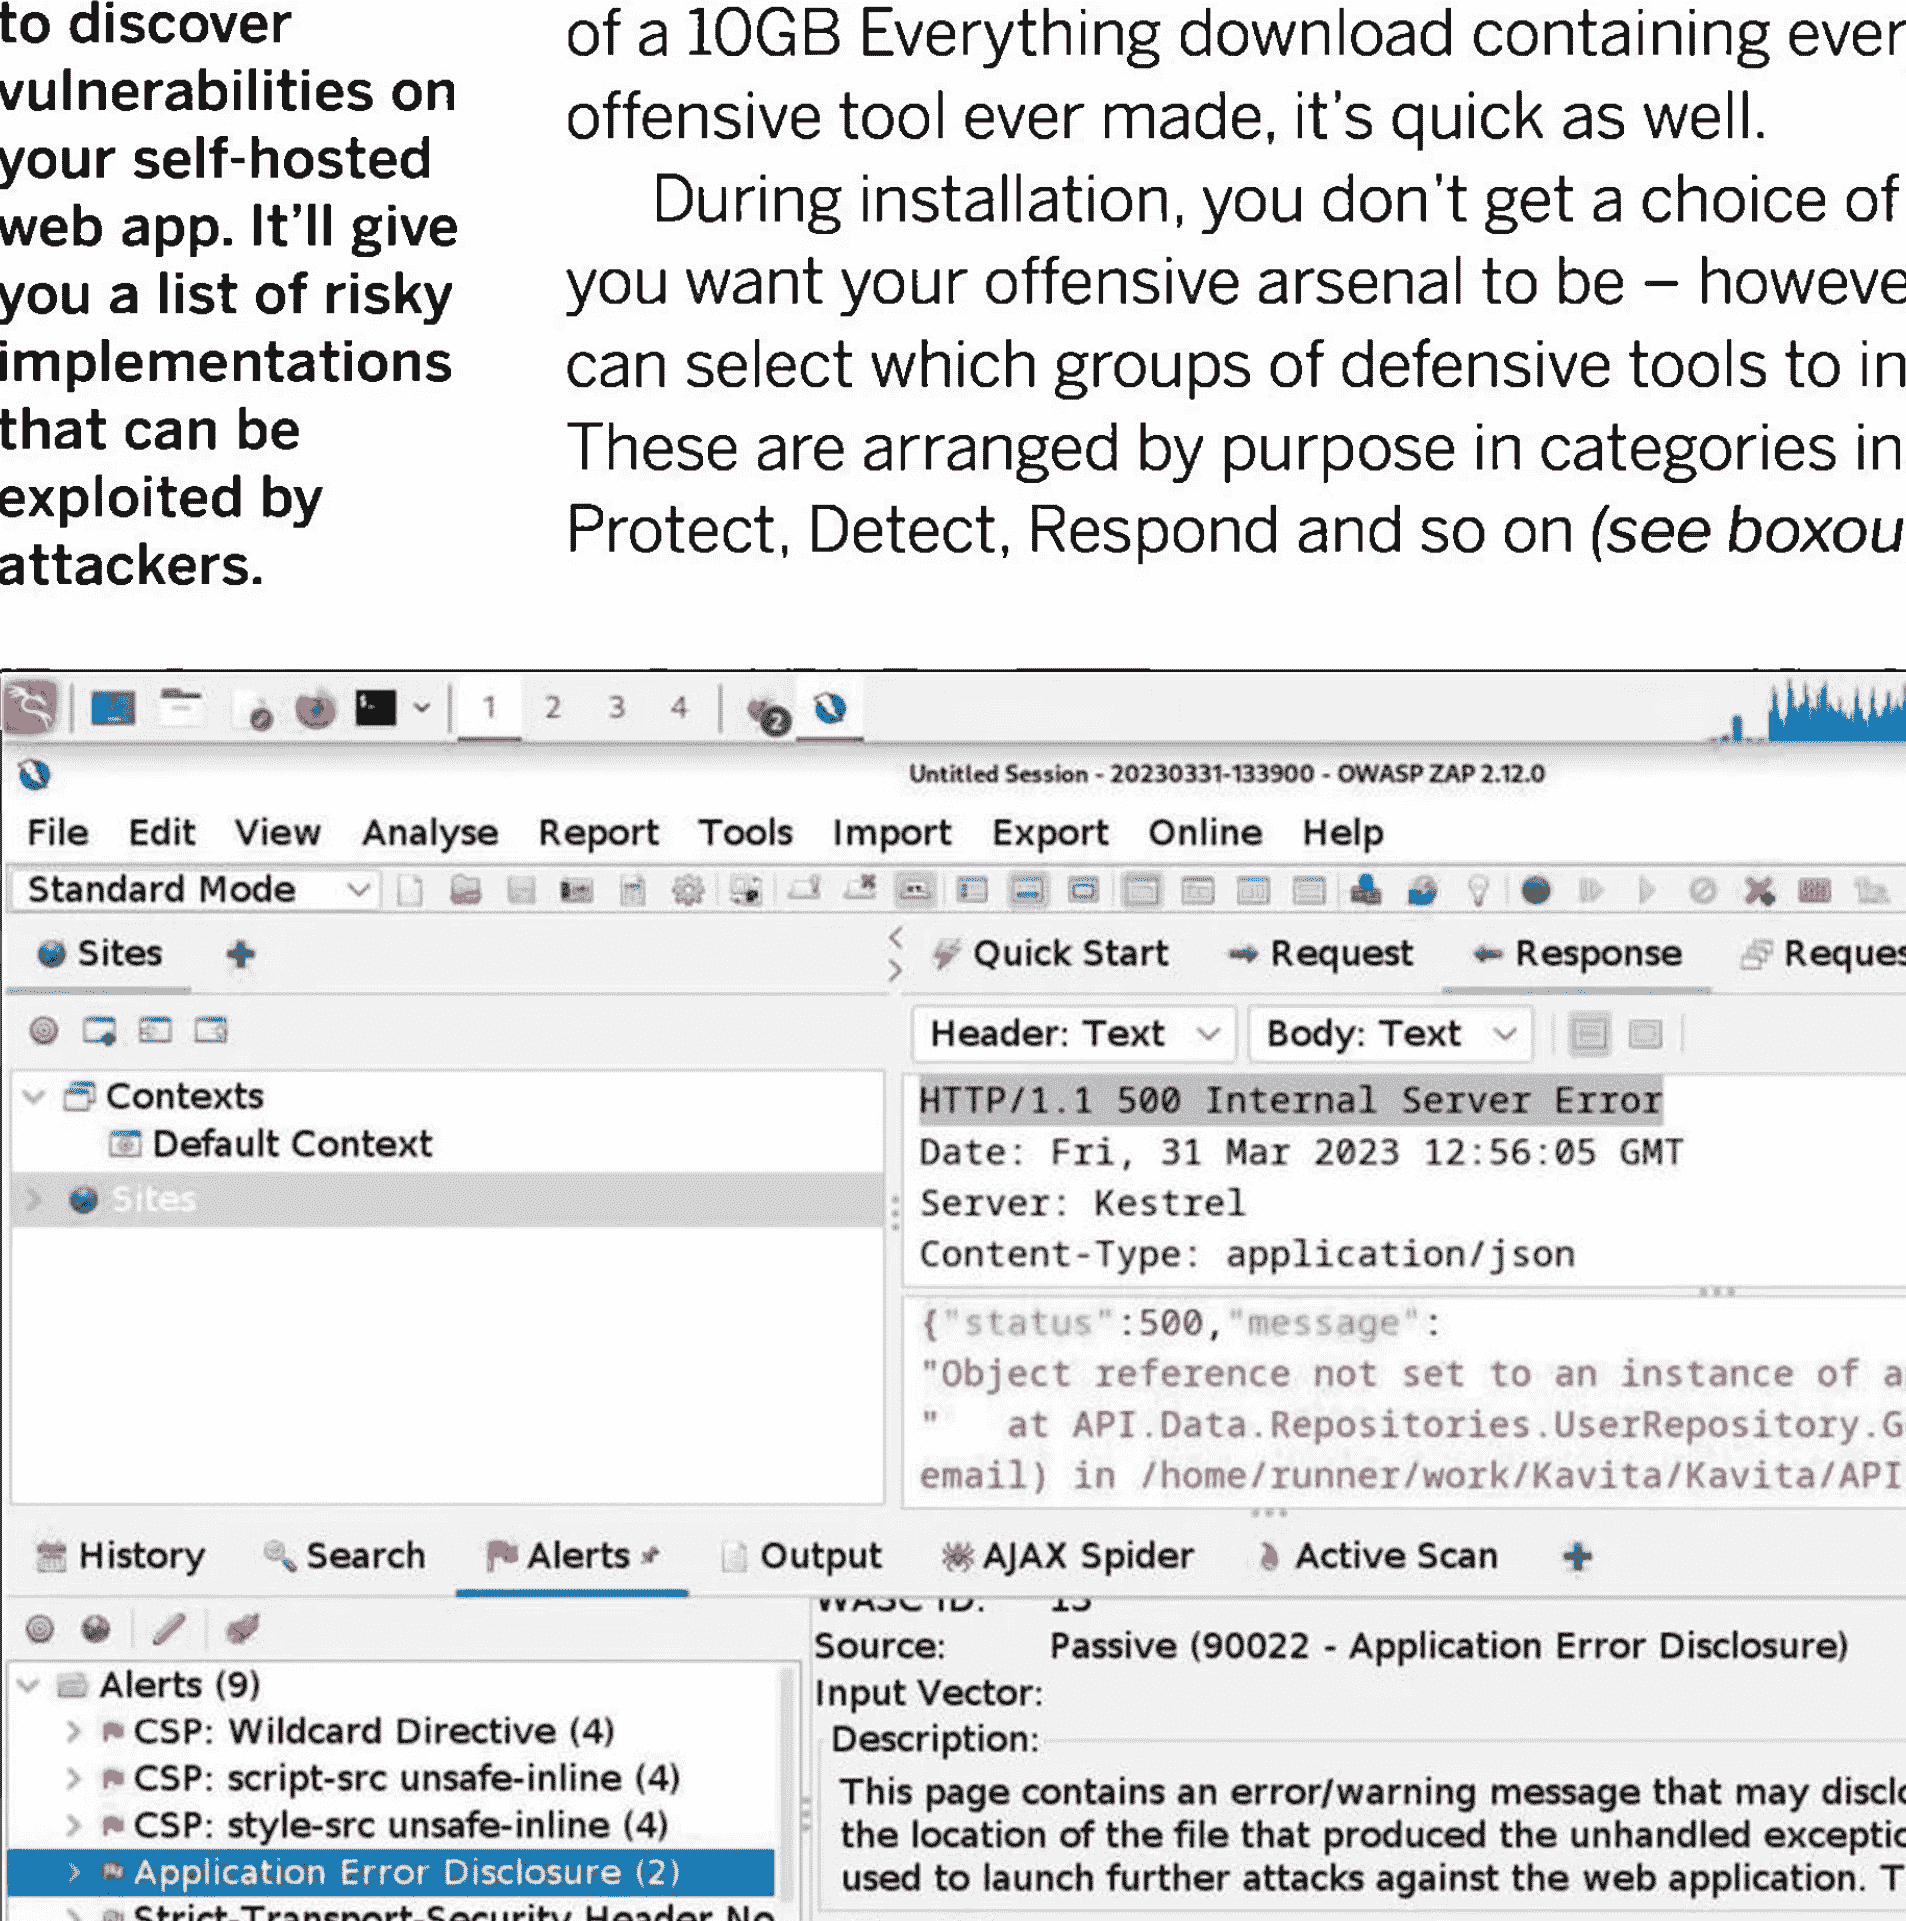 to discover
vulnerabilities on
your self-hosted
web app. It’ll give
you a list of risky
implementations
that can be
exploited by
attackers.
of a 10GB Everything download containing ever
offensive tool ever made, it’s quick as well.
During installation, you don’t get a choice of
you want your offensive arsenal to be – howeve
can select which groups of defensive tools to in
These are arranged by purpose in categories in
Protect, Detect, Respond and so on (see boxou
1 2 3 4 2
Untitled Session - 20230331-133900 - OWASP ZAP 2.12.0
File Edit View Analyse Report Tools Import Export Online Help
Standard Mode
Sites
Quick Start Request Response Reques
Header: Text Body: Text
Contexts
Default Context
Sites
HTTP/1.1 500 Internal Server Error
Date: Fri, 31 Mar 2023 12:56:05 GMT
Server: Kestrel
Content-Type: application/json
{"status":500,"message":
"Object reference not set to an instance of a
" at API.Data.Repositories.UserRepository.G
email) in /home/runner/work/Kavita/Kavita/API
History Search Alerts Output AJAX Spider Active Scan
Alerts (9)
CSP: Wildcard Directive (4)
CSP: script-src unsafe-inline (4)
CSP: style-src unsafe-inline (4)
Application Error Disclosure (2)
Strict-Transport-Security Header No
WASC ID: 13
Source: Passive (90022 - Application Error Disclosure)
Input Vector:
Description:
This page contains an error/warning message that may disclo
the location of the file that produced the unhandled exceptio
used to launch further attacks against the web application. T